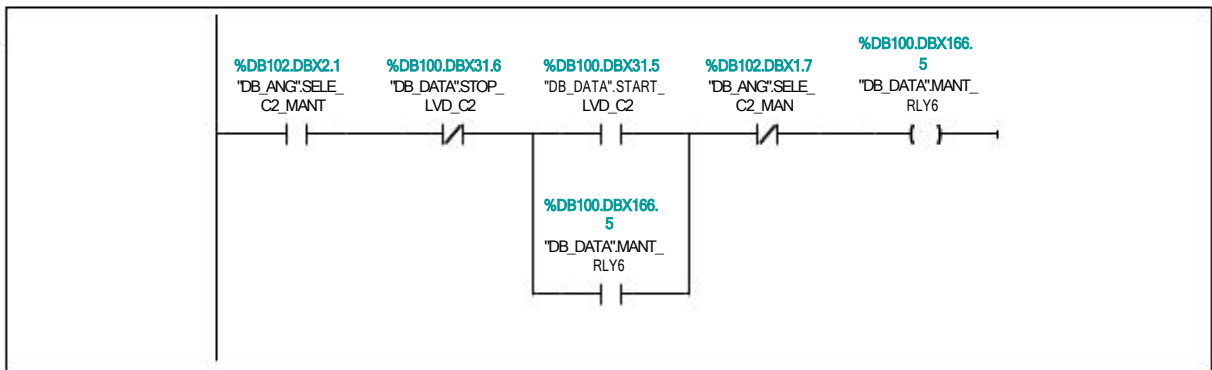 %DB100.DBX166.
5
"DB_DATA".MANT_
RLY6
%DB102.DBX2.1
"DB_ANG".SELE_
C2_MANT
%DB100.DBX31.6
"DB_DATA".STOP_
LVD_C2
%DB100.DBX31.5
"DB_DATA".START_
LVD_C2
%DB102.DBX1.7
"DB_ANG".SELE_
C2_MAN
%DB100.DBX166.
5
"DB_DATA".MANT_
RLY6